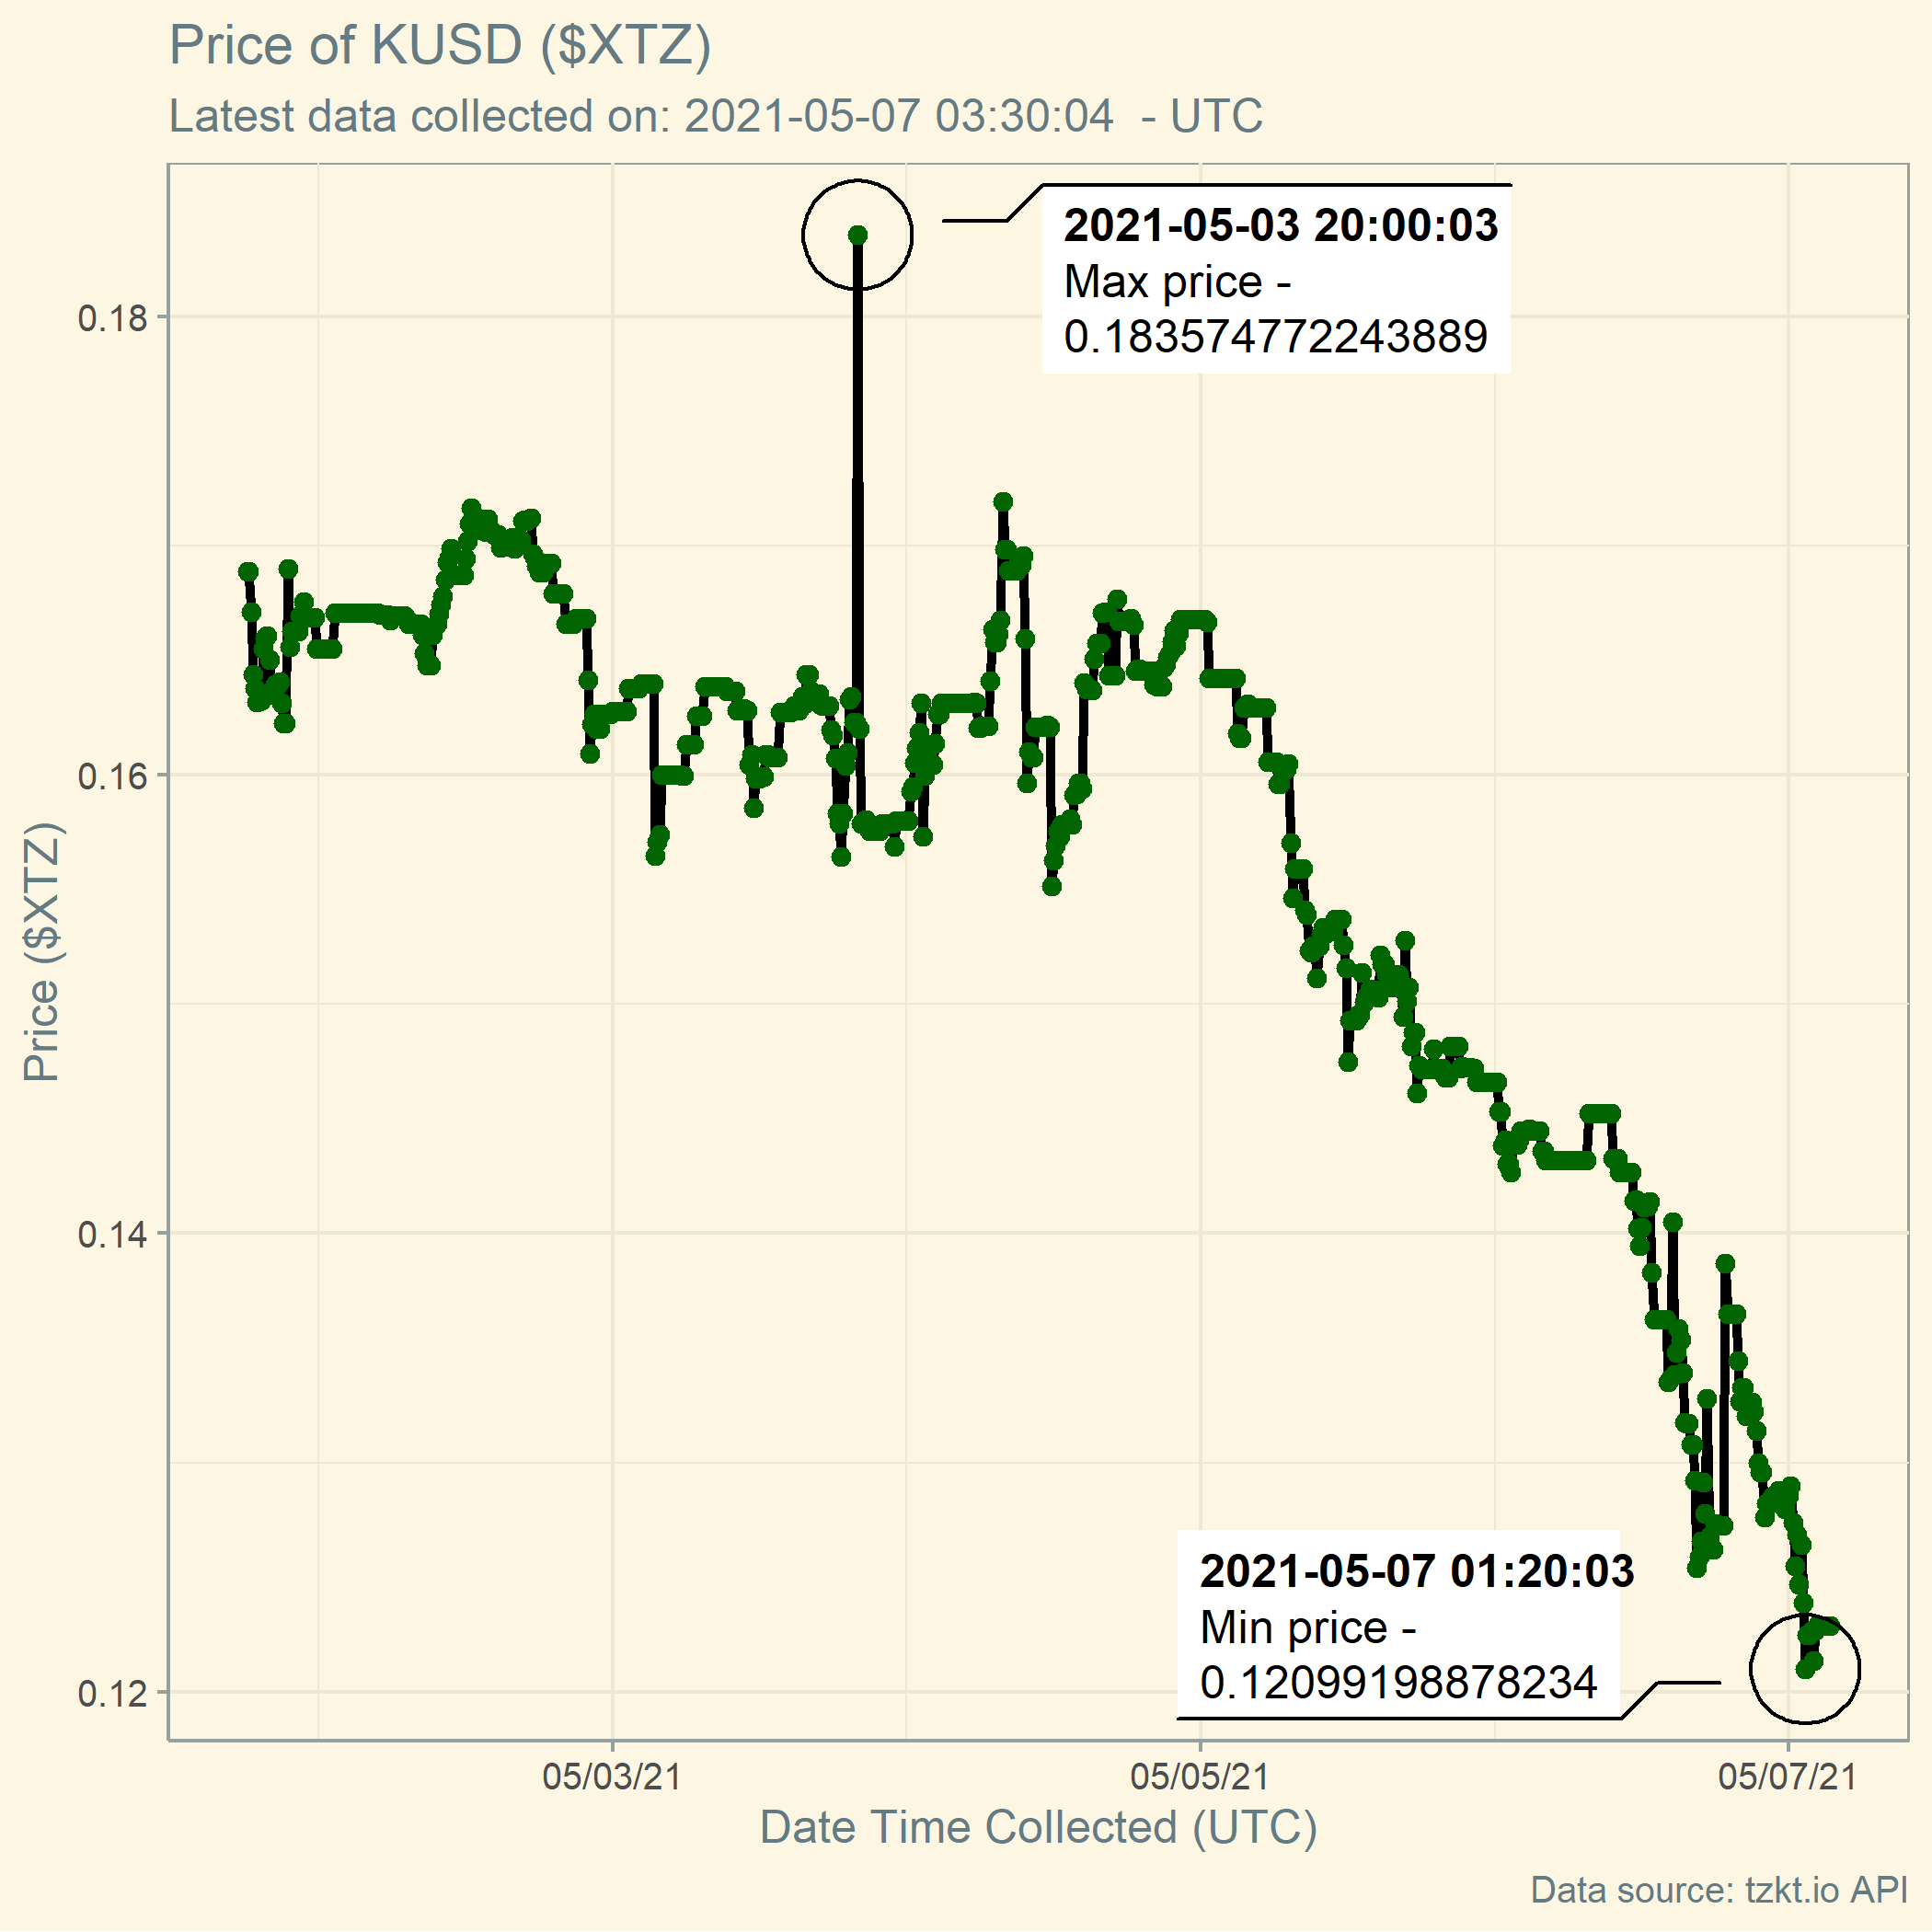 Price of KUSD ($XTZ)
Latest data collected on: 2021-05-07 03:30:04  - UTC
2021-05-03 20:00:03
Max price -
0.183574772243889
0.18
0.16
0.14
0.12
Price ($XTZ)
2021-05-07 01:20:03
Min price -
0.12099198878234
05/03/21
05/05/21
05/07/21
Date Time Collected (UTC)
Data source: tzkt.io API